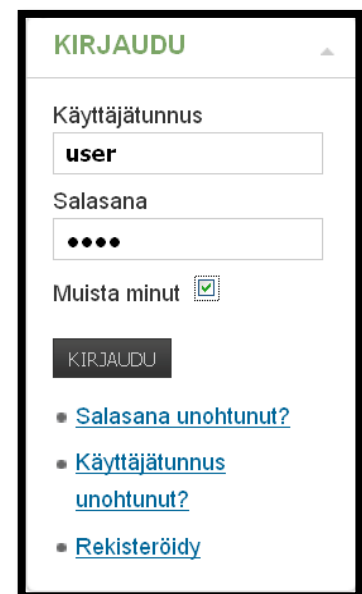 KIRJAUDU
Käyttäjätunnus
user
Salasana
••••
Muista minut
KIRJAUDU
Salasana unohtunut?
Käyttäjätunnus
unohtunut?
Rekisteröidy